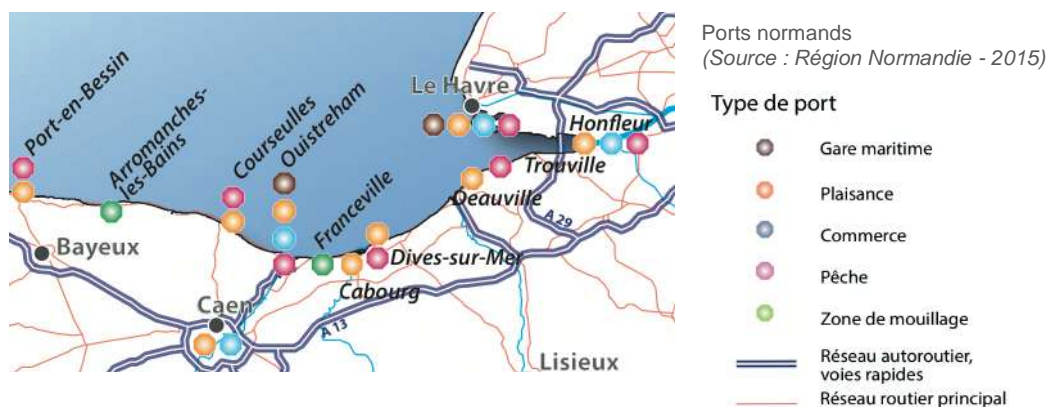 Ports normands
(Source : Région Normandie - 2015)
Type de port
Gare maritime
Plaisance
Commerce
Pêche
Zone de mouillage
Réseau autoroutier,
voies rapides
Réseau routier principal
Port-en-Bessin
Arromanches-
les-Bains
Courseulles
Ouistreham
Franceville
Le Havre
Honfleur
Trouville
Deauville
A 29
Bayeux
Dives-sur-Mer
Cabourg
Caen
A 13
Lisieux